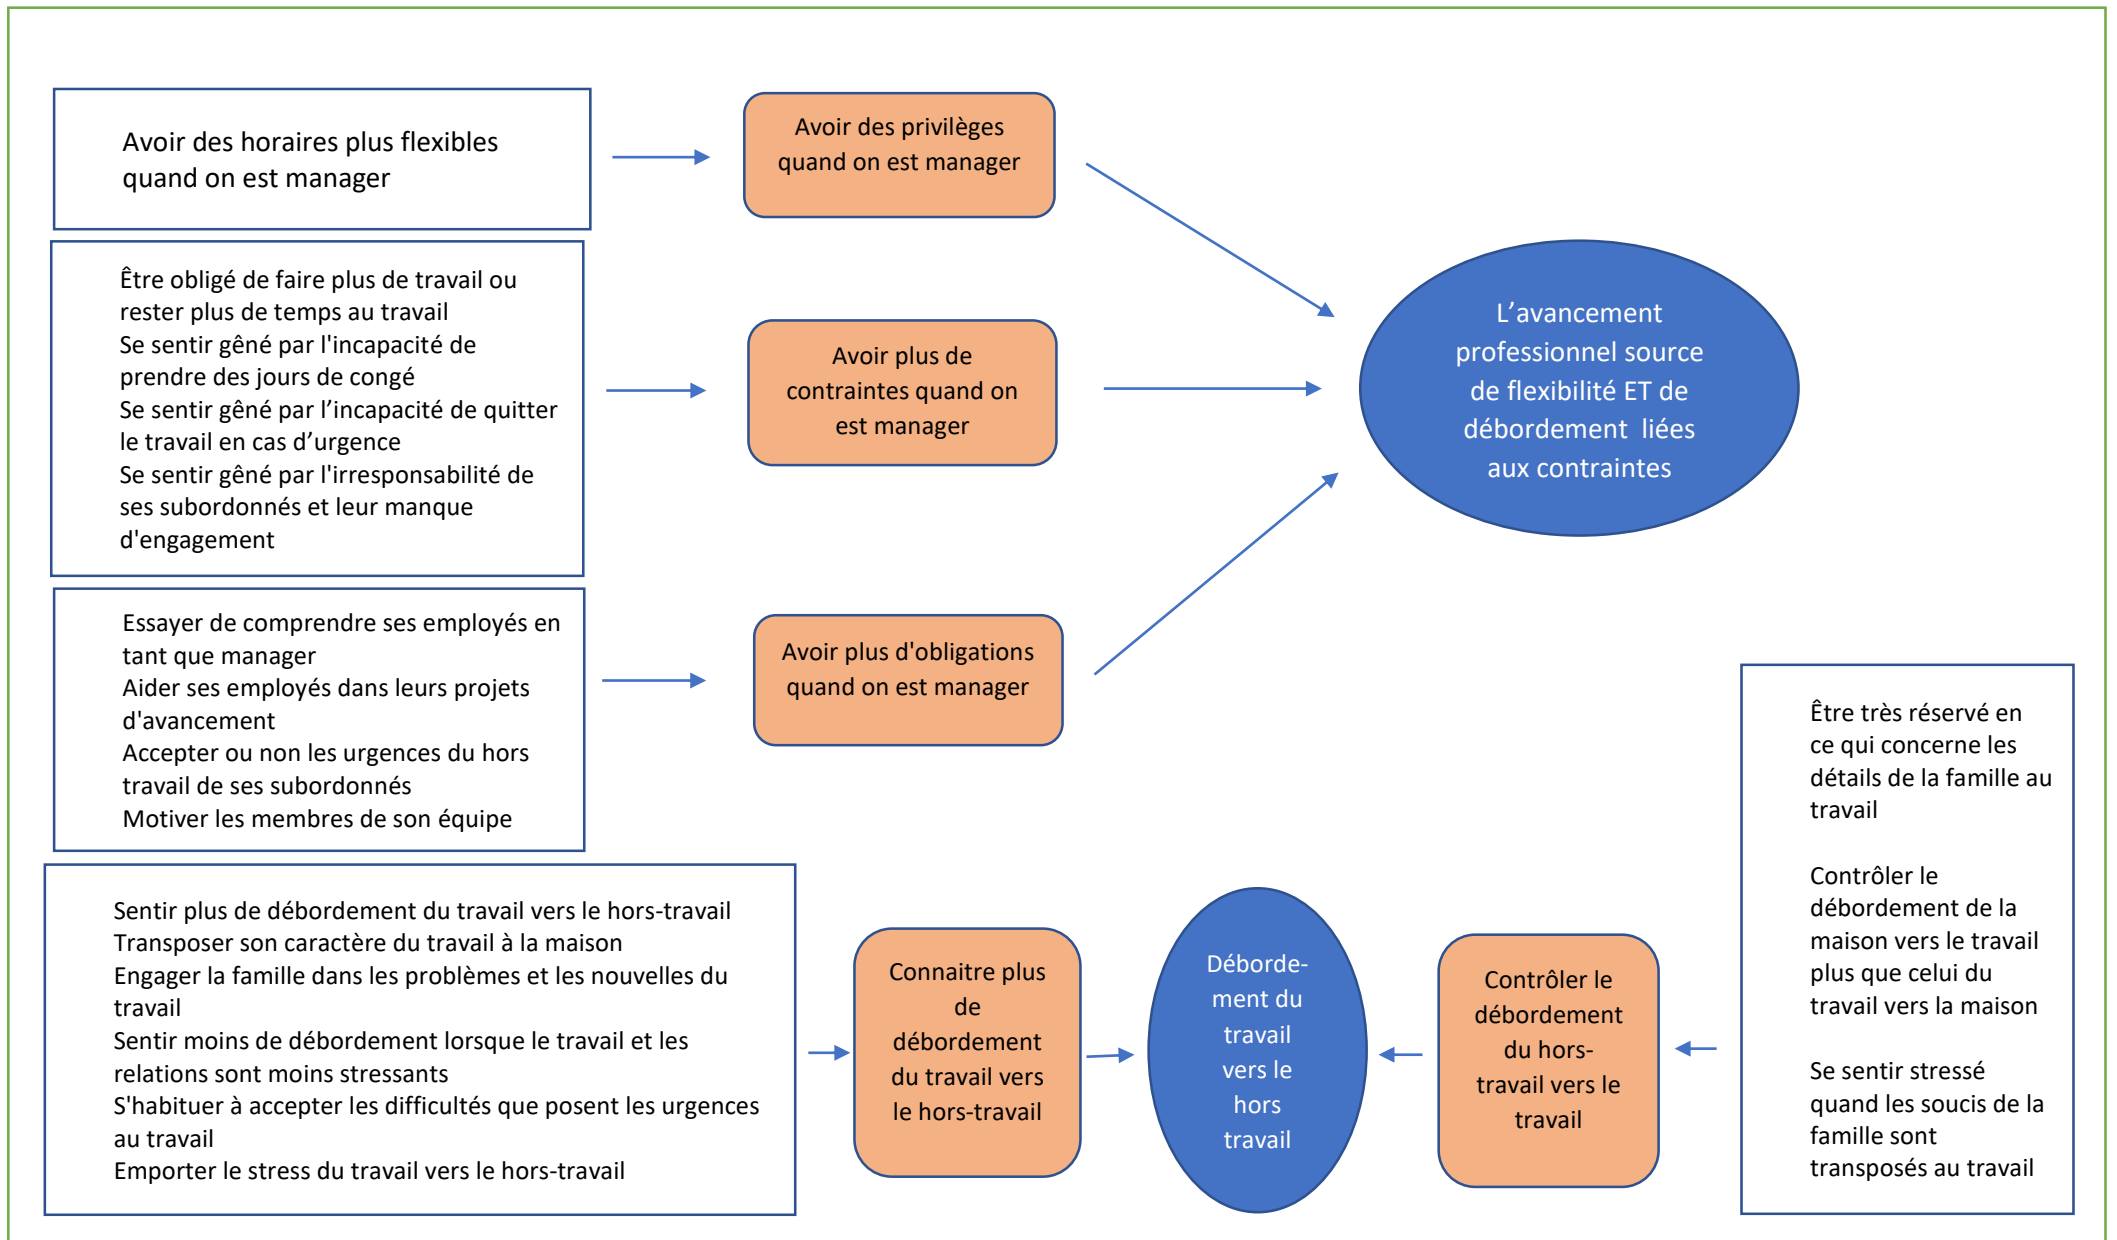 Avoir des horaires plus flexibles
quand on est manager
Avoir des privilèges
quand on est manager
Être obligé de faire plus de travail ou
rester plus de temps au travail
Se sentir gêné par l'incapacité de
prendre des jours de congé
Se sentir gêné par l’incapacité de quitter
le travail en cas d’urgence
Se sentir gêné par l'irresponsabilité de
ses subordonnés et leur manque
d'engagement
Avoir plus de
contraintes quand on
est manager
L’avancement
professionnel source
de flexibilité ET de
débordement liées
aux contraintes
Essayer de comprendre ses employés en
tant que manager
Aider ses employés dans leurs projets
d'avancement
Accepter ou non les urgences du hors
travail de ses subordonnés
Motiver les membres de son équipe
Avoir plus d'obligations
quand on est manager
Sentir plus de débordement du travail vers le hors-travail
Transposer son caractère du travail à la maison
Engager la famille dans les problèmes et les nouvelles du
travail
Sentir moins de débordement lorsque le travail et les
relations sont moins stressants
S'habituer à accepter les difficultés que posent les urgences
au travail
Emporter le stress du travail vers le hors-travail
Connaitre plus
de
débordement
du travail vers
le hors-travail
Déborde-
ment du
travail
vers le
hors
travail
Contrôler le
débordement
du hors-
travail vers le
travail
Être très réservé en
ce qui concerne les
détails de la famille au
travail
Contrôler le
débordement de la
maison vers le travail
plus que celui du
travail vers la maison
Se sentir stressé
quand les soucis de la
famille sont
transposés au travail